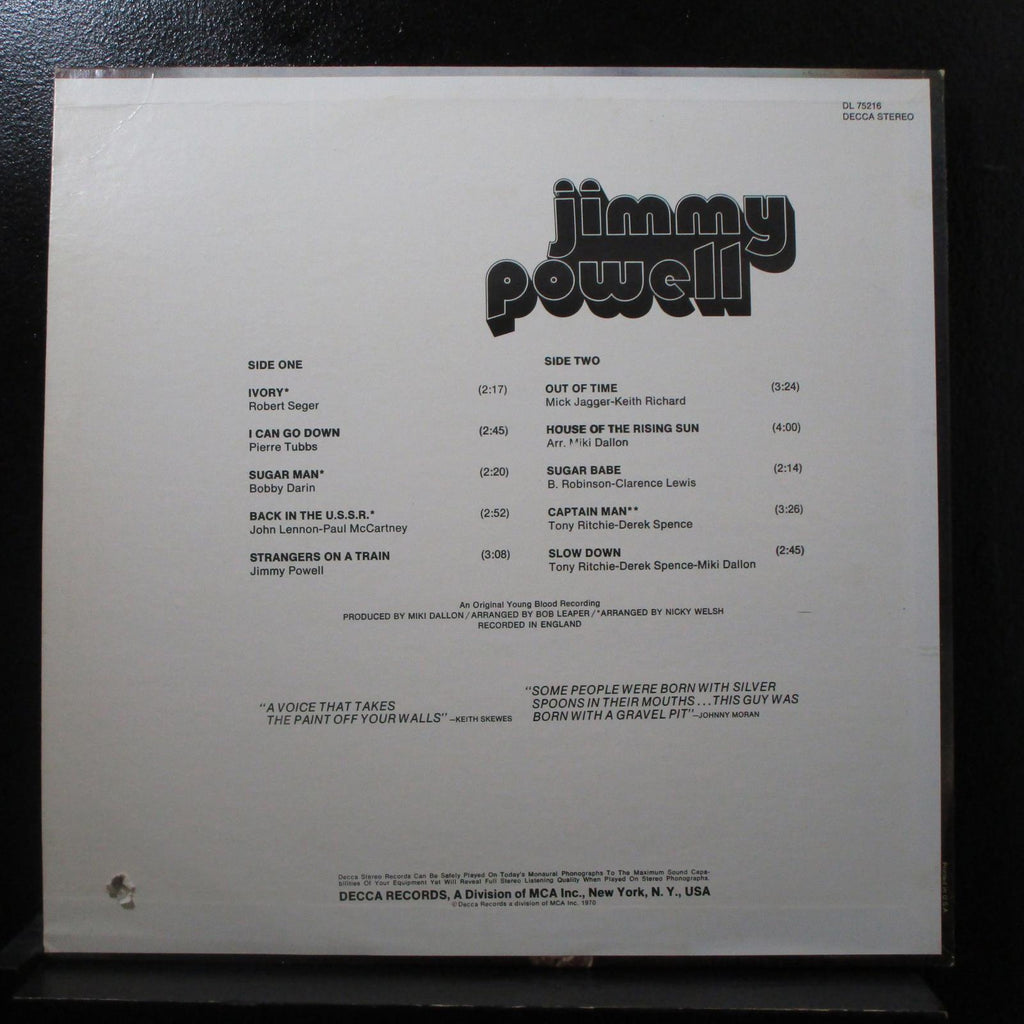 DL 75216
DECCA STEREO
jimmy
powell
SIDE ONE
IVORY* (2:17)
Robert Seger
I CAN GO DOWN (2:45)
Pierre Tubbs
SUGAR MAN* (2:20)
Bobby Darin
BACK IN THE U.S.S.R.* (2:52)
John Lennon-Paul McCartney
STRANGERS ON A TRAIN (3:08)
Jimmy Powell
SIDE TWO
OUT OF TIME (3:24)
Mick Jagger-Keith Richard
HOUSE OF THE RISING SUN (4:00)
Arr. Miki Dallon
SUGAR BABE (2:14)
B. Robinson-Clarence Lewis
CAPTAIN MAN** (3:26)
Tony Ritchie-Derek Spence
SLOW DOWN (2:45)
Tony Ritchie-Derek Spence-Miki Dallon
An Original Young Blood Recording
PRODUCED BY MIKI DALLON/ARRANGED BY BOB LEAPER/*ARRANGED BY NICKY WELSH
RECORDED IN ENGLAND
"A VOICE THAT TAKES
THE PAINT OFF YOUR WALLS"–KEITH SKEWES
"SOME PEOPLE WERE BORN WITH SILVER
SPOONS IN THEIR MOUTHS...THIS GUY WAS
BORN WITH A GRAVEL PIT"–JOHNNY MORAN
Decca Stereo Records Can Be Safely Played On Today's Monaural Phonographs To The Maximum Sound Capa-
bilities Of Your Equipment Yet Will Reveal Full Stereo Listening Quality When Played On Stereo Phonographs.
DECCA RECORDS, A Division of MCA Inc., New York, N.Y., USA
© Decca Records a division of MCA Inc. 1970